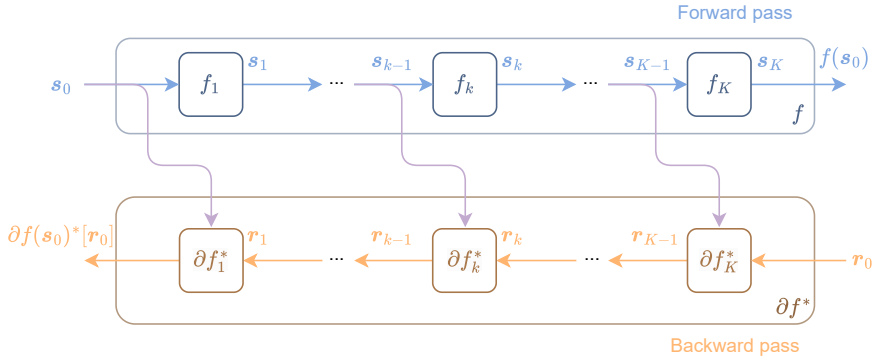 Forward pass
s_0 f_1 s_1 ... s_{k-1} f_k s_k ... s_{K-1} f_K s_K f(s_0)
f
∂f(s_0)*[r_0] ∂f_1^* r_1 ... r_{k-1} ∂f_k^* r_k ... r_{K-1} ∂f_K^* r_0
∂f*
Backward pass